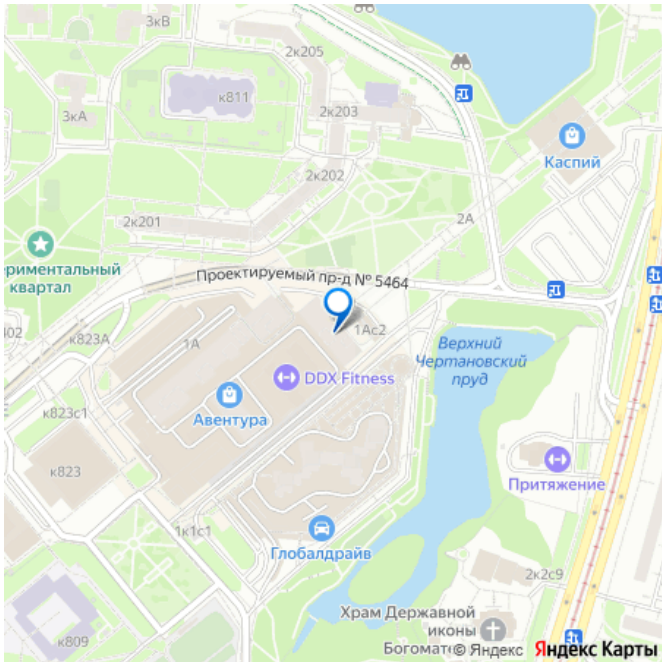 3кВ
2к205
к811
3кА
2к203
Каспий
2к202
2к201
2А
ериментальный
квартал
Проектируемый пр-д № 5464
402
к823А
1А
1Ас2
Верхний
Чертановский
пруд
DDX Fitness
Авентура
к823с1
к823
Притяжение
1к1с1
Глобалдрайв
2к2с9
к809
Храм Державной
иконы
Богомат
© Яндекс Яндекс Карты